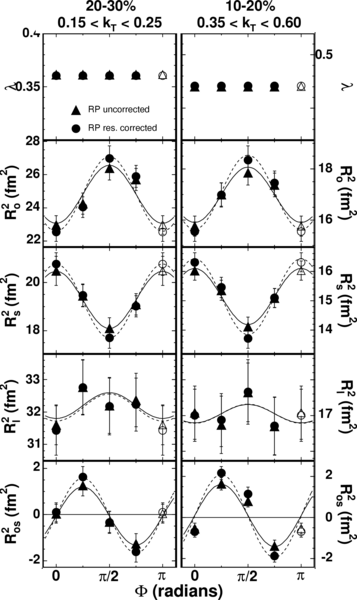 20-30% 10-20%
0.15 < kT < 0.25 0.35 < kT < 0.60
0.4
0.5
λ 0.35 λ
RP uncorrected
RP res. corrected
28
26
24
22
R²o (fm²)
18
16
R²o (fm²)
20
18
R²s (fm²)
16
15
14
R²s (fm²)
33
32
31
R²l (fm²)
17
R²l (fm²)
2
0
-2
R²os (fm²)
2
0
-2
R²os (fm²)
0 π/2 π 0 π/2 π
Φ (radians)